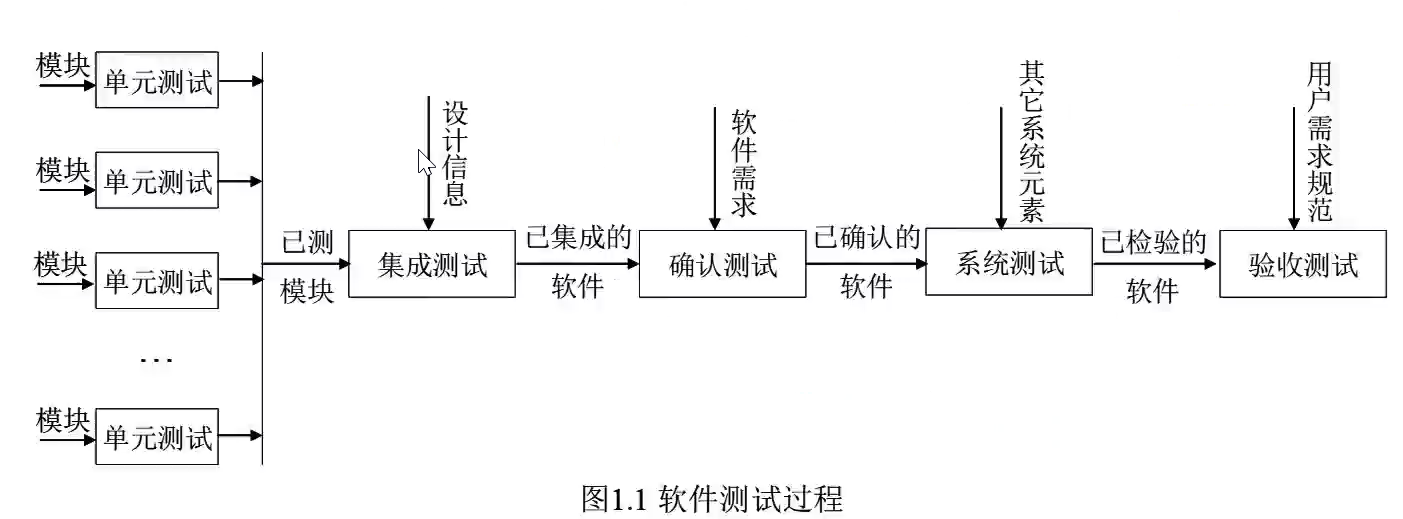 模块
单元测试
模块
单元测试
模块
单元测试
…
模块
单元测试
已测
模块
设计信息
集成测试
已集成的
软件
软件需求
确认测试
已确认的
软件
其它系统元素
系统测试
已检验的
软件
用户需求规范
验收测试
图1.1 软件测试过程